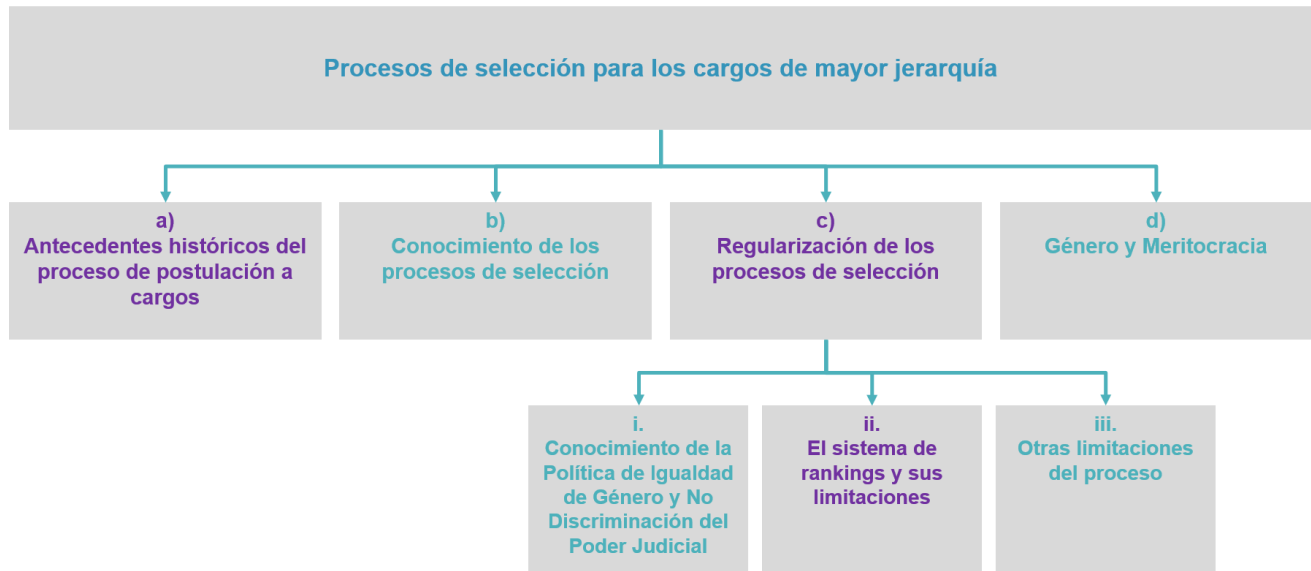 Procesos de selección para los cargos de mayor jerarquía
a)
Antecedentes históricos del
proceso de postulación a
cargos
b)
Conocimiento de los
procesos de selección
c)
Regularización de los
procesos de selección
d)
Género y Meritocracia
i.
Conocimiento de la
Política de Igualdad
de Género y No
Discriminación del
Poder Judicial
ii.
El sistema de
rankings y sus
limitaciones
iii.
Otras limitaciones
del proceso